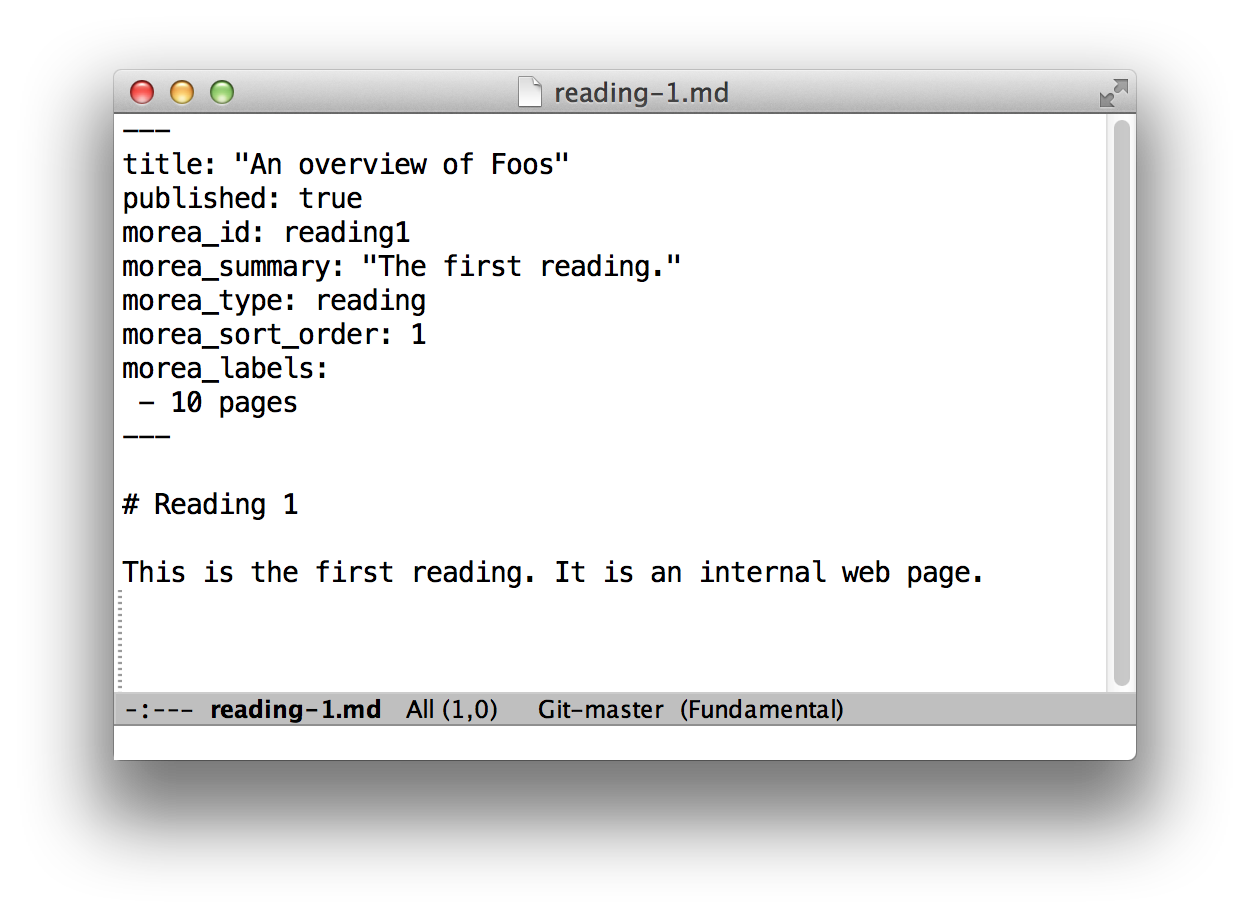 reading-1.md
---
title: "An overview of Foos"
published: true
morea_id: reading1
morea_summary: "The first reading."
morea_type: reading
morea_sort_order: 1
morea_labels:
 - 10 pages
---
# Reading 1
This is the first reading. It is an internal web page.
-:--- reading-1.md All (1,0) Git-master (Fundamental)